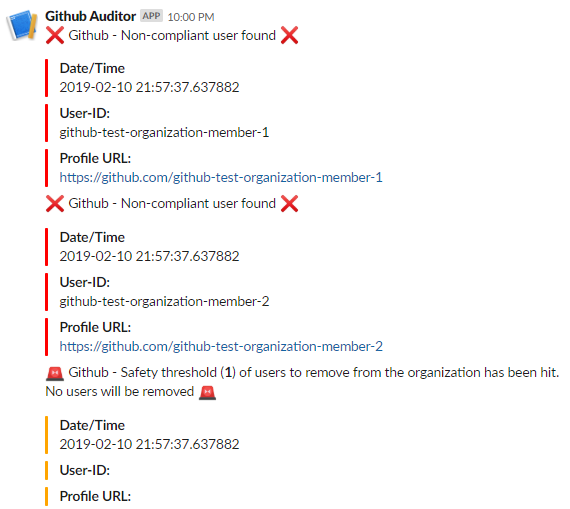 Github Auditor APP 10:00 PM
Github - Non-compliant user found
Date/Time
2019-02-10 21:57:37.637882
User-ID:
github-test-organization-member-1
Profile URL:
https://github.com/github-test-organization-member-1
Github - Non-compliant user found
Date/Time
2019-02-10 21:57:37.637882
User-ID:
github-test-organization-member-2
Profile URL:
https://github.com/github-test-organization-member-2
Github - Safety threshold (1) of users to remove from the organization has been hit.
No users will be removed
Date/Time
2019-02-10 21:57:37.637882
User-ID:
Profile URL: